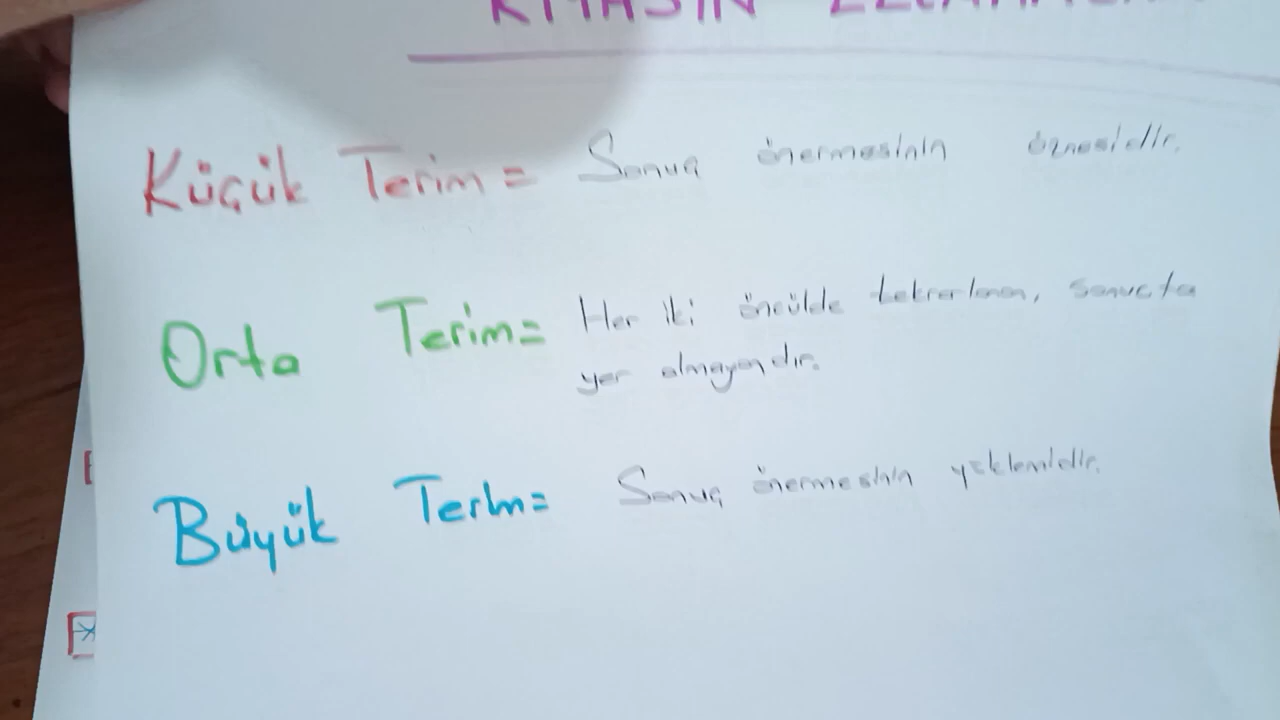 KIYASIN
Küçük Terim = Sonuç önermesinin öznesidir.
Orta Terim = Her iki öncülde tekrarlanan, sonuçta
yer almayandır.
Büyük Terim = Sonuç önermesinin yüklemidir.